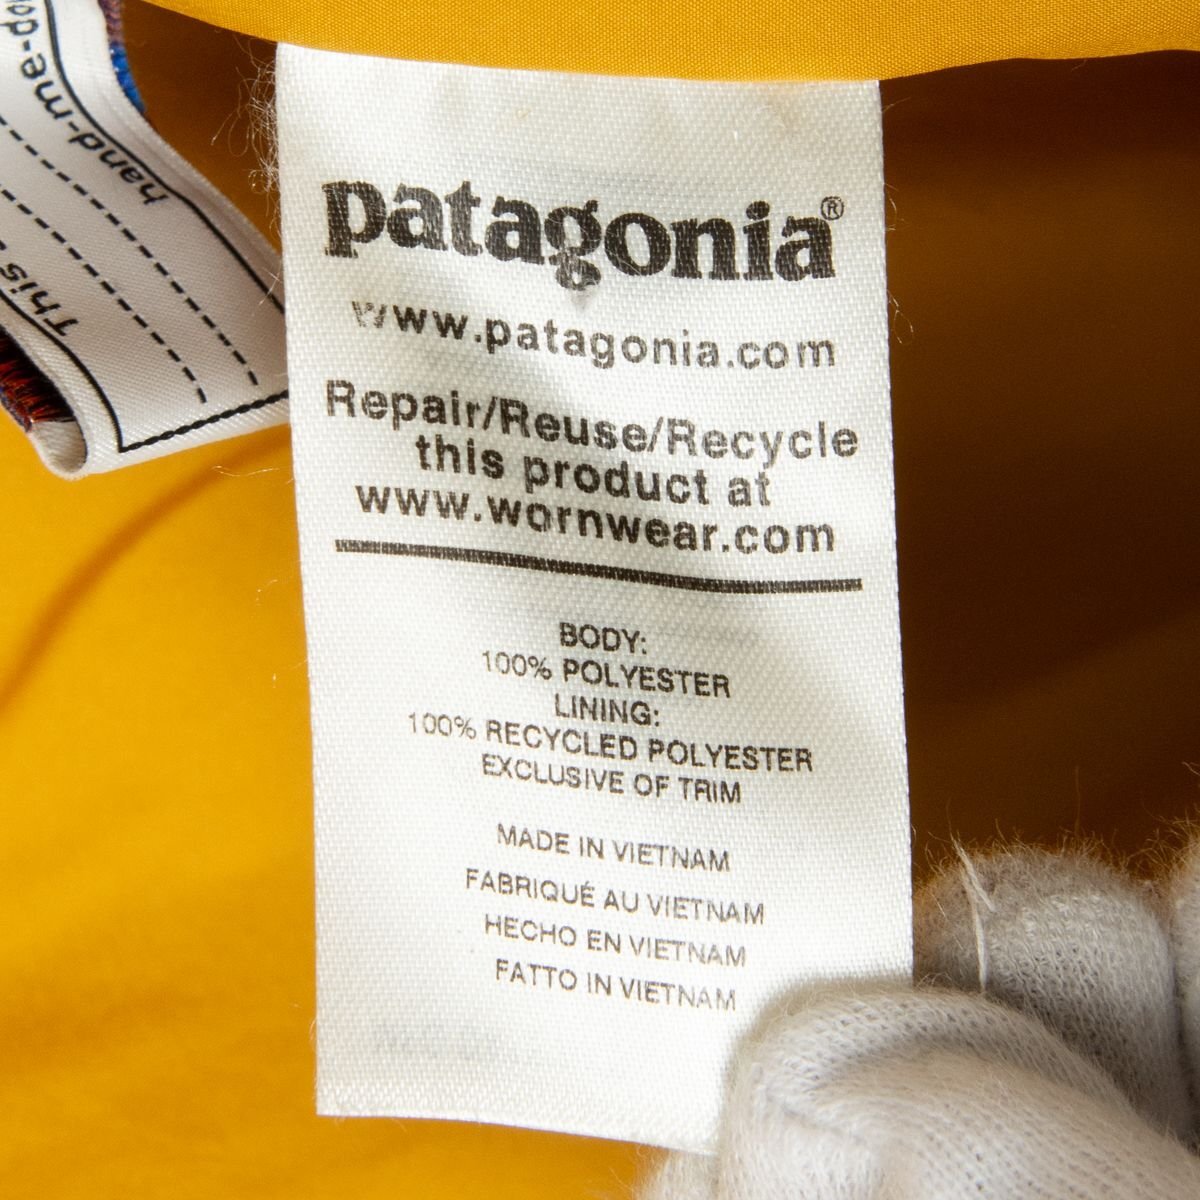 hand-me-do
This
patagonia®
www.patagonia.com
Repair/Reuse/Recycle
this product at
www.wornwear.com
BODY:
100% POLYESTER
LINING:
100% RECYCLED POLYESTER
EXCLUSIVE OF TRIM
MADE IN VIETNAM
FABRIQUÉ AU VIETNAM
HECHO EN VIETNAM
FATTO IN VIETNAM